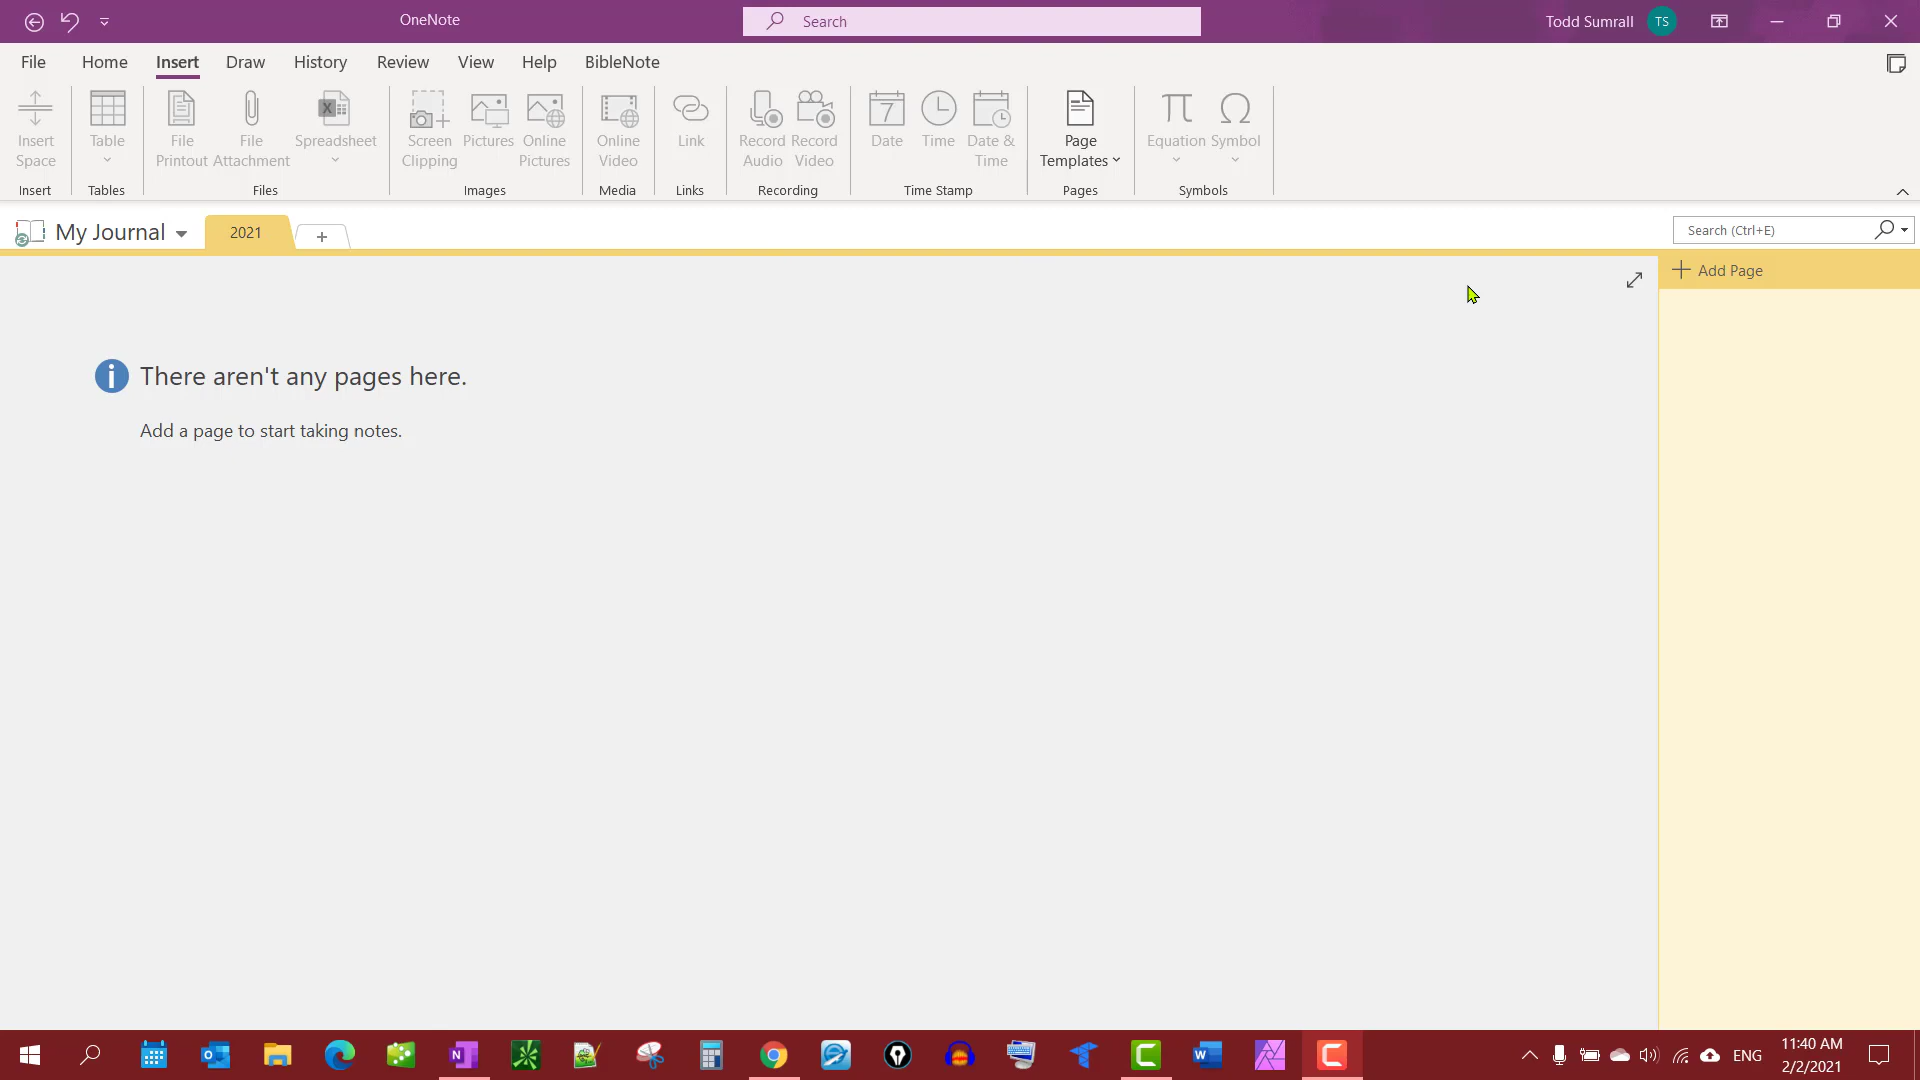 OneNote
Search
Todd Sumrall
TS
File Home Insert Draw History Review View Help BibleNote
Insert Space
Table
File Printout
File Attachment
Spreadsheet
Screen Clipping
Pictures
Online Pictures
Online Video
Link
Record Audio
Record Video
7
Date
Time
Date & Time
Page Templates
Equation
Symbol
Insert Tables Files Images Media Links Recording Time Stamp Pages Symbols
My Journal
2021
+
Search (Ctrl+E)
Add Page
There aren't any pages here.
Add a page to start taking notes.
ENG
11:40 AM
2/2/2021